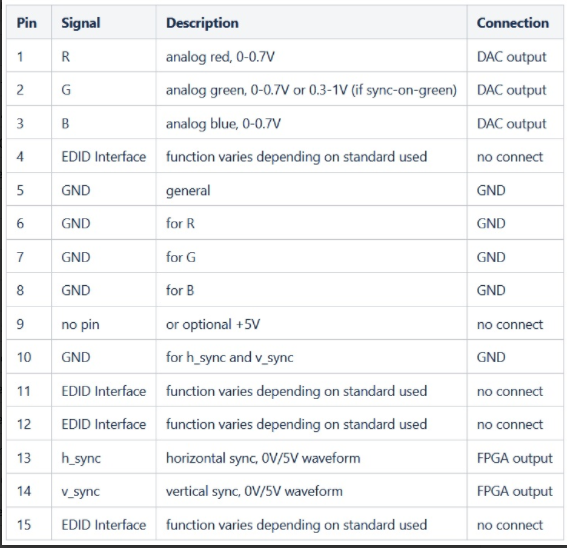 Pin Signal Description Connection
1 R analog red, 0-0.7V DAC output
2 G analog green, 0-0.7V or 0.3-1V (if sync-on-green) DAC output
3 B analog blue, 0-0.7V DAC output
4 EDID Interface function varies depending on standard used no connect
5 GND general GND
6 GND for R GND
7 GND for G GND
8 GND for B GND
9 no pin or optional +5V no connect
10 GND for h_sync and v_sync GND
11 EDID Interface function varies depending on standard used no connect
12 EDID Interface function varies depending on standard used no connect
13 h_sync horizontal sync, 0V/5V waveform FPGA output
14 v_sync vertical sync, 0V/5V waveform FPGA output
15 EDID Interface function varies depending on standard used no connect